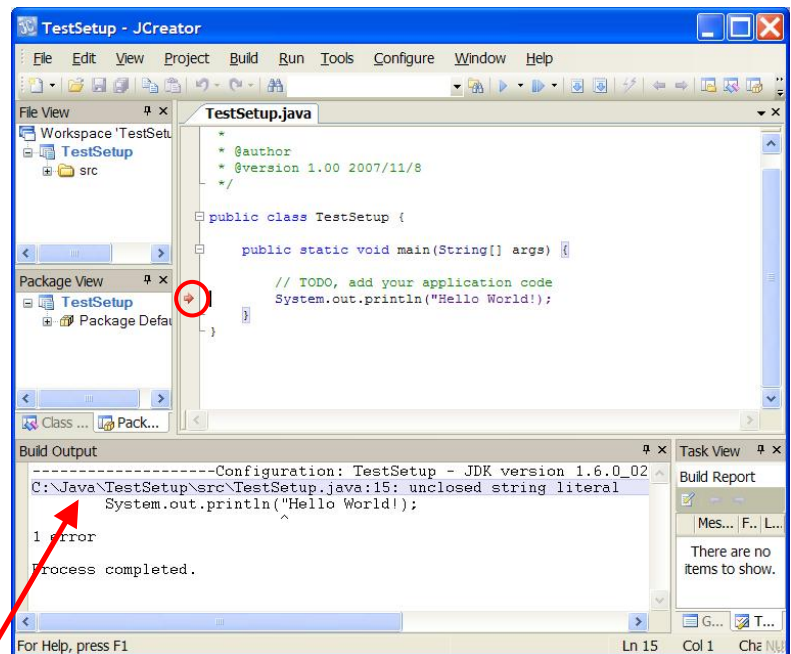 TestSetup - JCreator
File Edit View Project Build Run Tools Configure Window Help
File View
Workspace 'TestSetu
TestSetup
src
Package View
TestSetup
Package Defau
Class ... Pack...
TestSetup.java
*
* @author
* @version 1.00 2007/11/8
*/
public class TestSetup {
public static void main(String[] args) {
// TODO, add your application code
System.out.println("Hello World!);
}
}
Build Output
--------------------Configuration: TestSetup - JDK version 1.6.0_02
C:\Java\TestSetup\src\TestSetup.java:15: unclosed string literal
System.out.println("Hello World!);
^
1 error
Process completed.
Task View
Build Report
Mes... F.. L...
There are no
items to show.
G... T...
For Help, press F1
Ln 15 Col 1